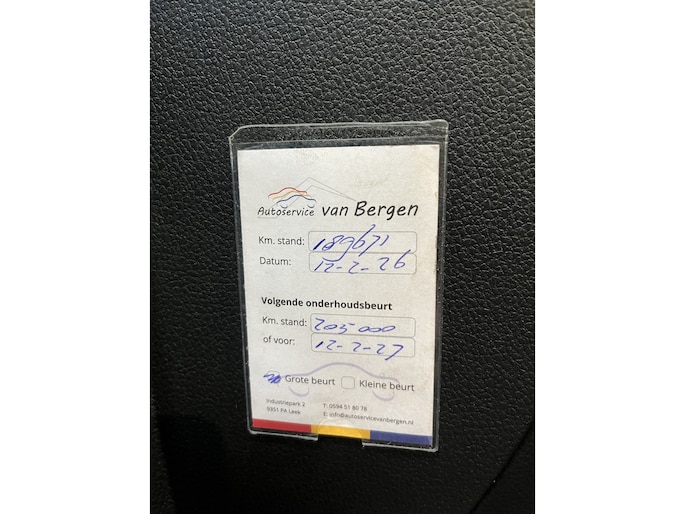 Autoservice van Bergen
Km. stand: 189671
Datum: 12-2-26
Volgende onderhoudsbeurt
Km. stand: 205 000
of voor: 12-2-27
Grote beurt Kleine beurt
Industriepark 2 T: 0594 51 80 78
9351 PA Leek E: info@autoservicevanbergen.nl